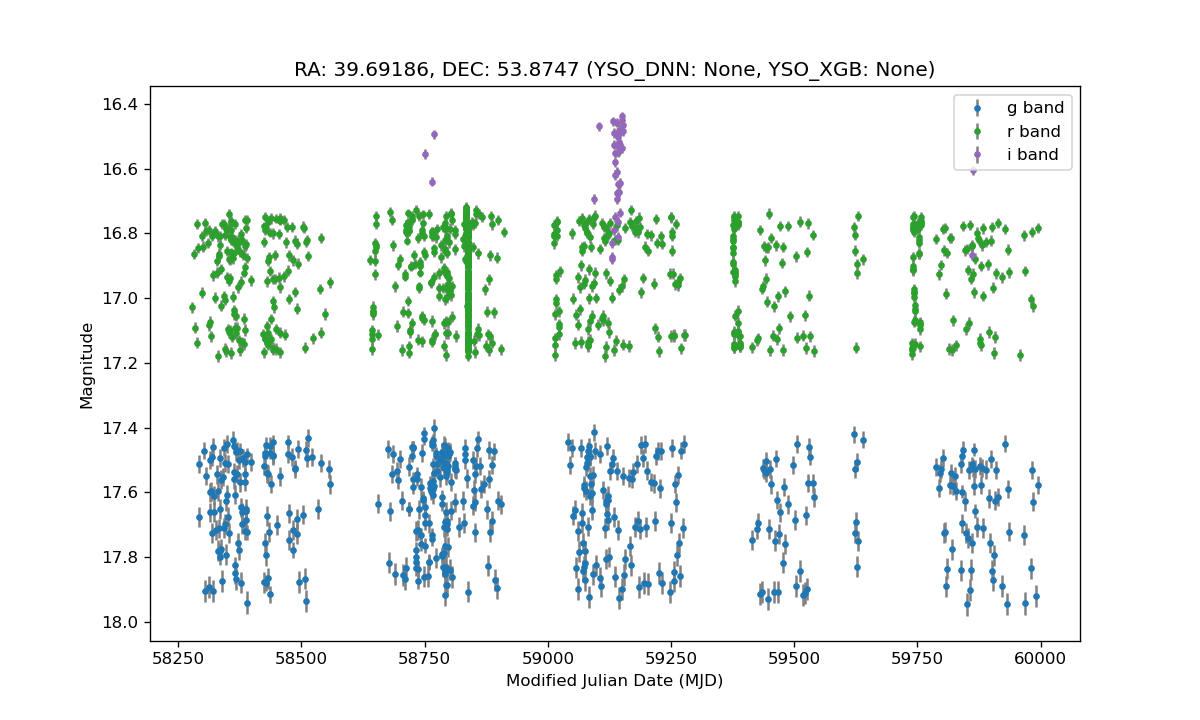 RA: 39.69186, DEC: 53.8747 (YSO_DNN: None, YSO_XGB: None)
g band
r band
i band
16.4
16.6
16.8
17.0
17.2
17.4
17.6
17.8
18.0
Magnitude
58250 58500 58750 59000 59250 59500 59750 60000
Modified Julian Date (MJD)